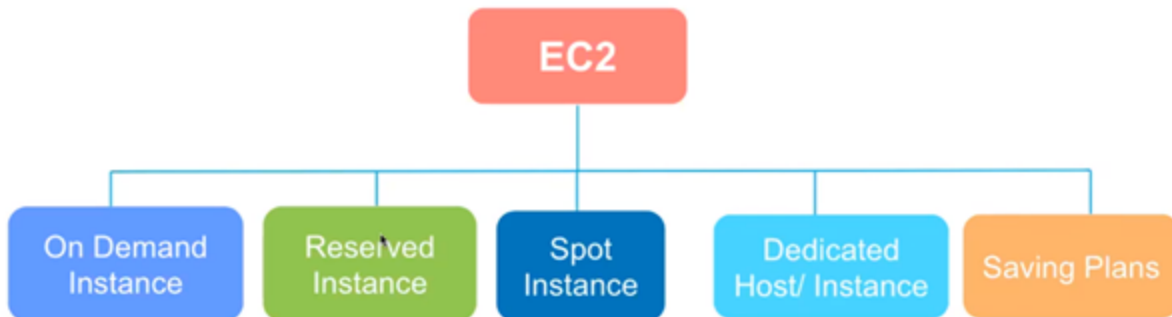 EC2
On Demand
Instance
Reserved
Instance
Spot
Instance
Dedicated
Host/ Instance
Saving Plans